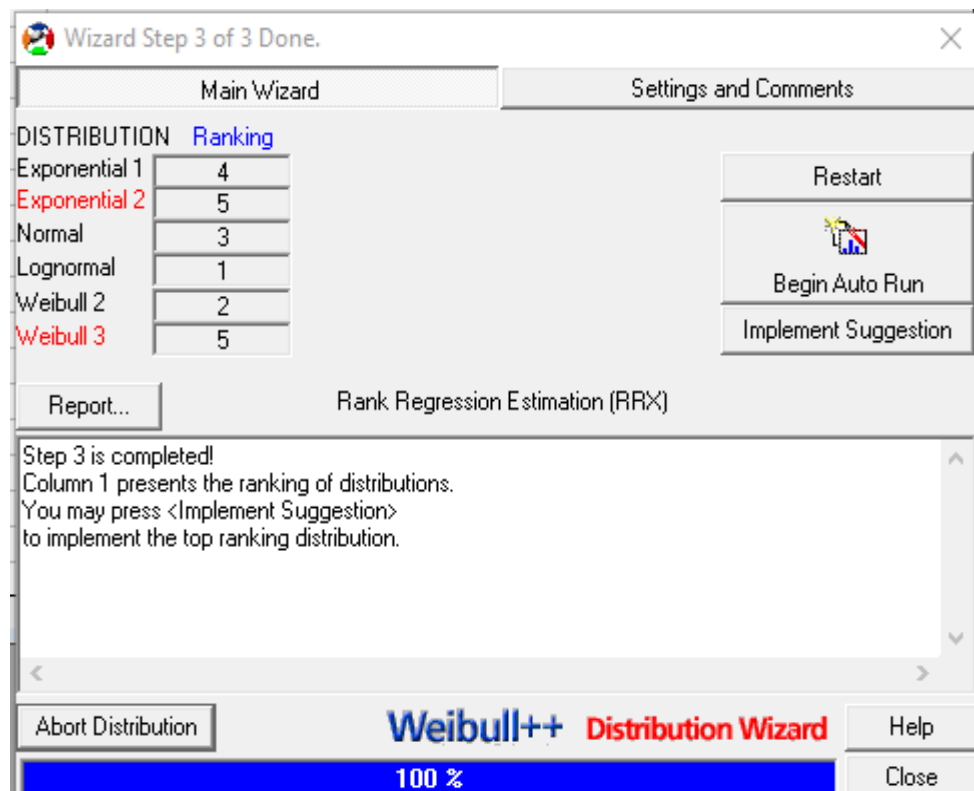 Wizard Step 3 of 3 Done.
Main Wizard
Settings and Comments
DISTRIBUTION Ranking
Exponential 1 4
Exponential 2 5
Normal 3
Lognormal 1
Weibull 2 2
Weibull 3 5
Restart
Begin Auto Run
Implement Suggestion
Report...
Rank Regression Estimation (RRX)
Step 3 is completed!
Column 1 presents the ranking of distributions.
You may press <Implement Suggestion>
to implement the top ranking distribution.
Abort Distribution
Weibull++ Distribution Wizard
Help
100 %
Close